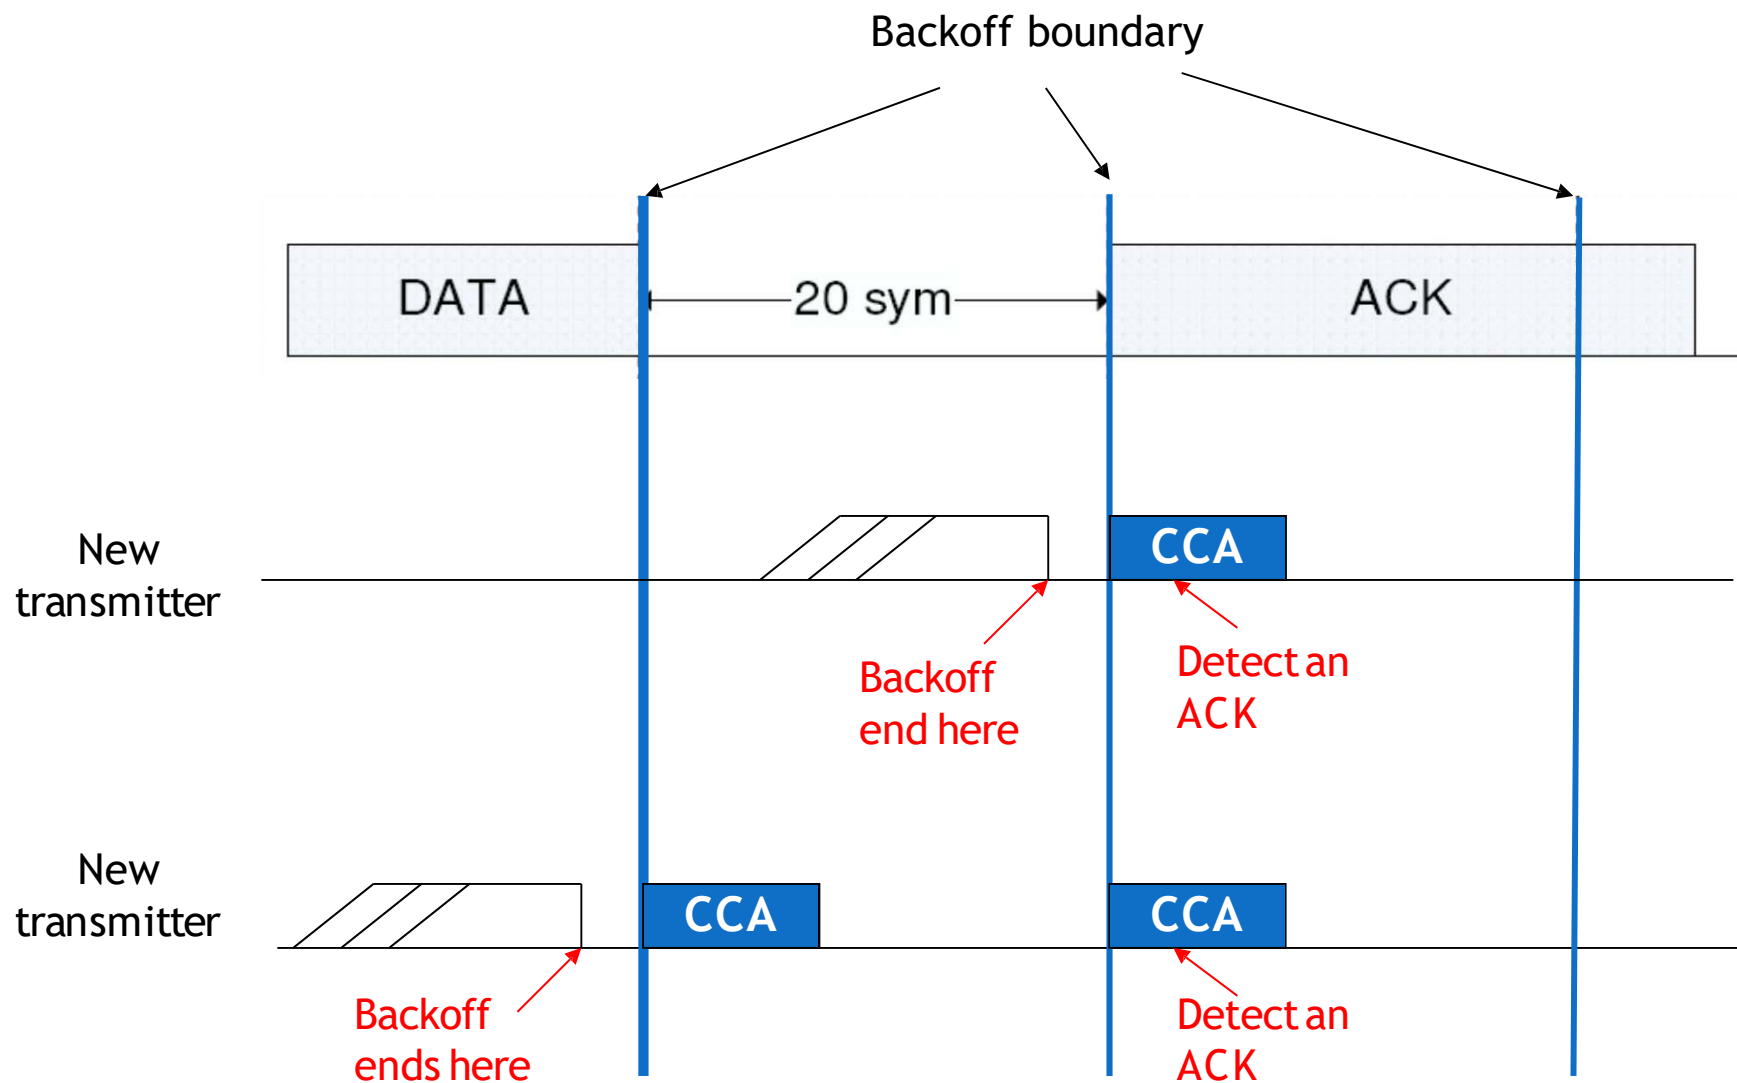 Backoff boundary
DATA
20 sym
ACK
New
transmitter
CCA
Backoff
end here
Detect an
ACK
New
transmitter
CCA
CCA
Backoff
ends here
Detect an
ACK